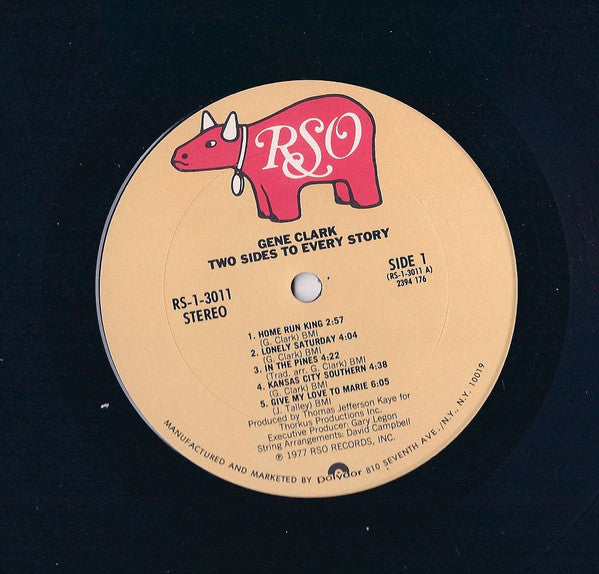 RSO
GENE CLARK
TWO SIDES TO EVERY STORY
RS-1-3011
STEREO
SIDE 1
(RS-1-3011 A)
2394 176
1. HOME RUN KING 2:57
(G. Clark) BMI
2. LONELY SATURDAY 4:04
(G. Clark) BMI
3. IN THE PINES 4:22
(Trad. arr. G. Clark) BMI
4. KANSAS CITY SOUTHERN 4:38
(G. Clark) BMI
5. GIVE MY LOVE TO MARIE 6:05
(J. Talley) BMI
Produced by Thomas Jefferson Kaye for
Thorkus Productions Inc.
Executive Producer: Gary Legon
String Arrangements: David Campbell
℗ 1977 RSO RECORDS, INC.
MANUFACTURED AND MARKETED BY polydor 810 SEVENTH AVE./N.Y., N.Y. 10019